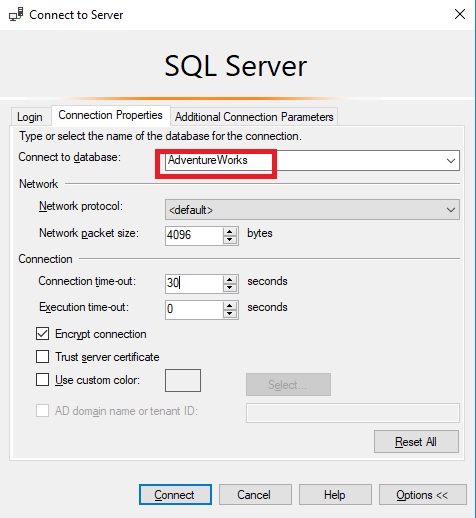 Connect to Server
SQL Server
Login Connection Properties Additional Connection Parameters
Type or select the name of the database for the connection.
Connect to database: AdventureWorks
Network
Network protocol: <default>
Network packet size: 4096 bytes
Connection
Connection time-out: 30 seconds
Execution time-out: 0 seconds
Encrypt connection
Trust server certificate
Use custom color: Select...
AD domain name or tenant ID:
Reset All
Connect Cancel Help Options <<